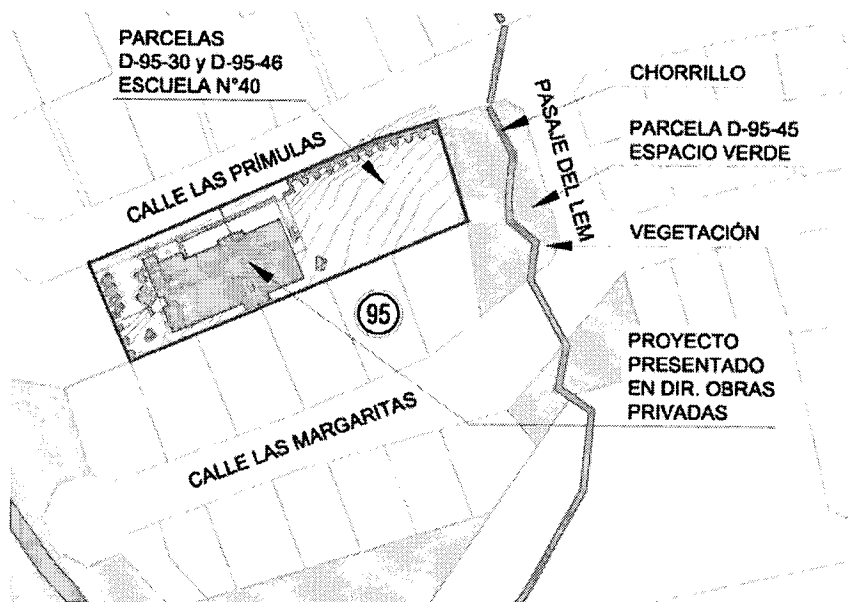 PARCELAS
D-95-30 y D-95-46
ESCUELA N°40
CHORRILLO
PARCELA D-95-45
ESPACIO VERDE
PASAJE DEL LEM
CALLE LAS PRÍMULAS
VEGETACIÓN
95
PROYECTO
PRESENTADO
EN DIR. OBRAS
PRIVADAS
CALLE LAS MARGARITAS